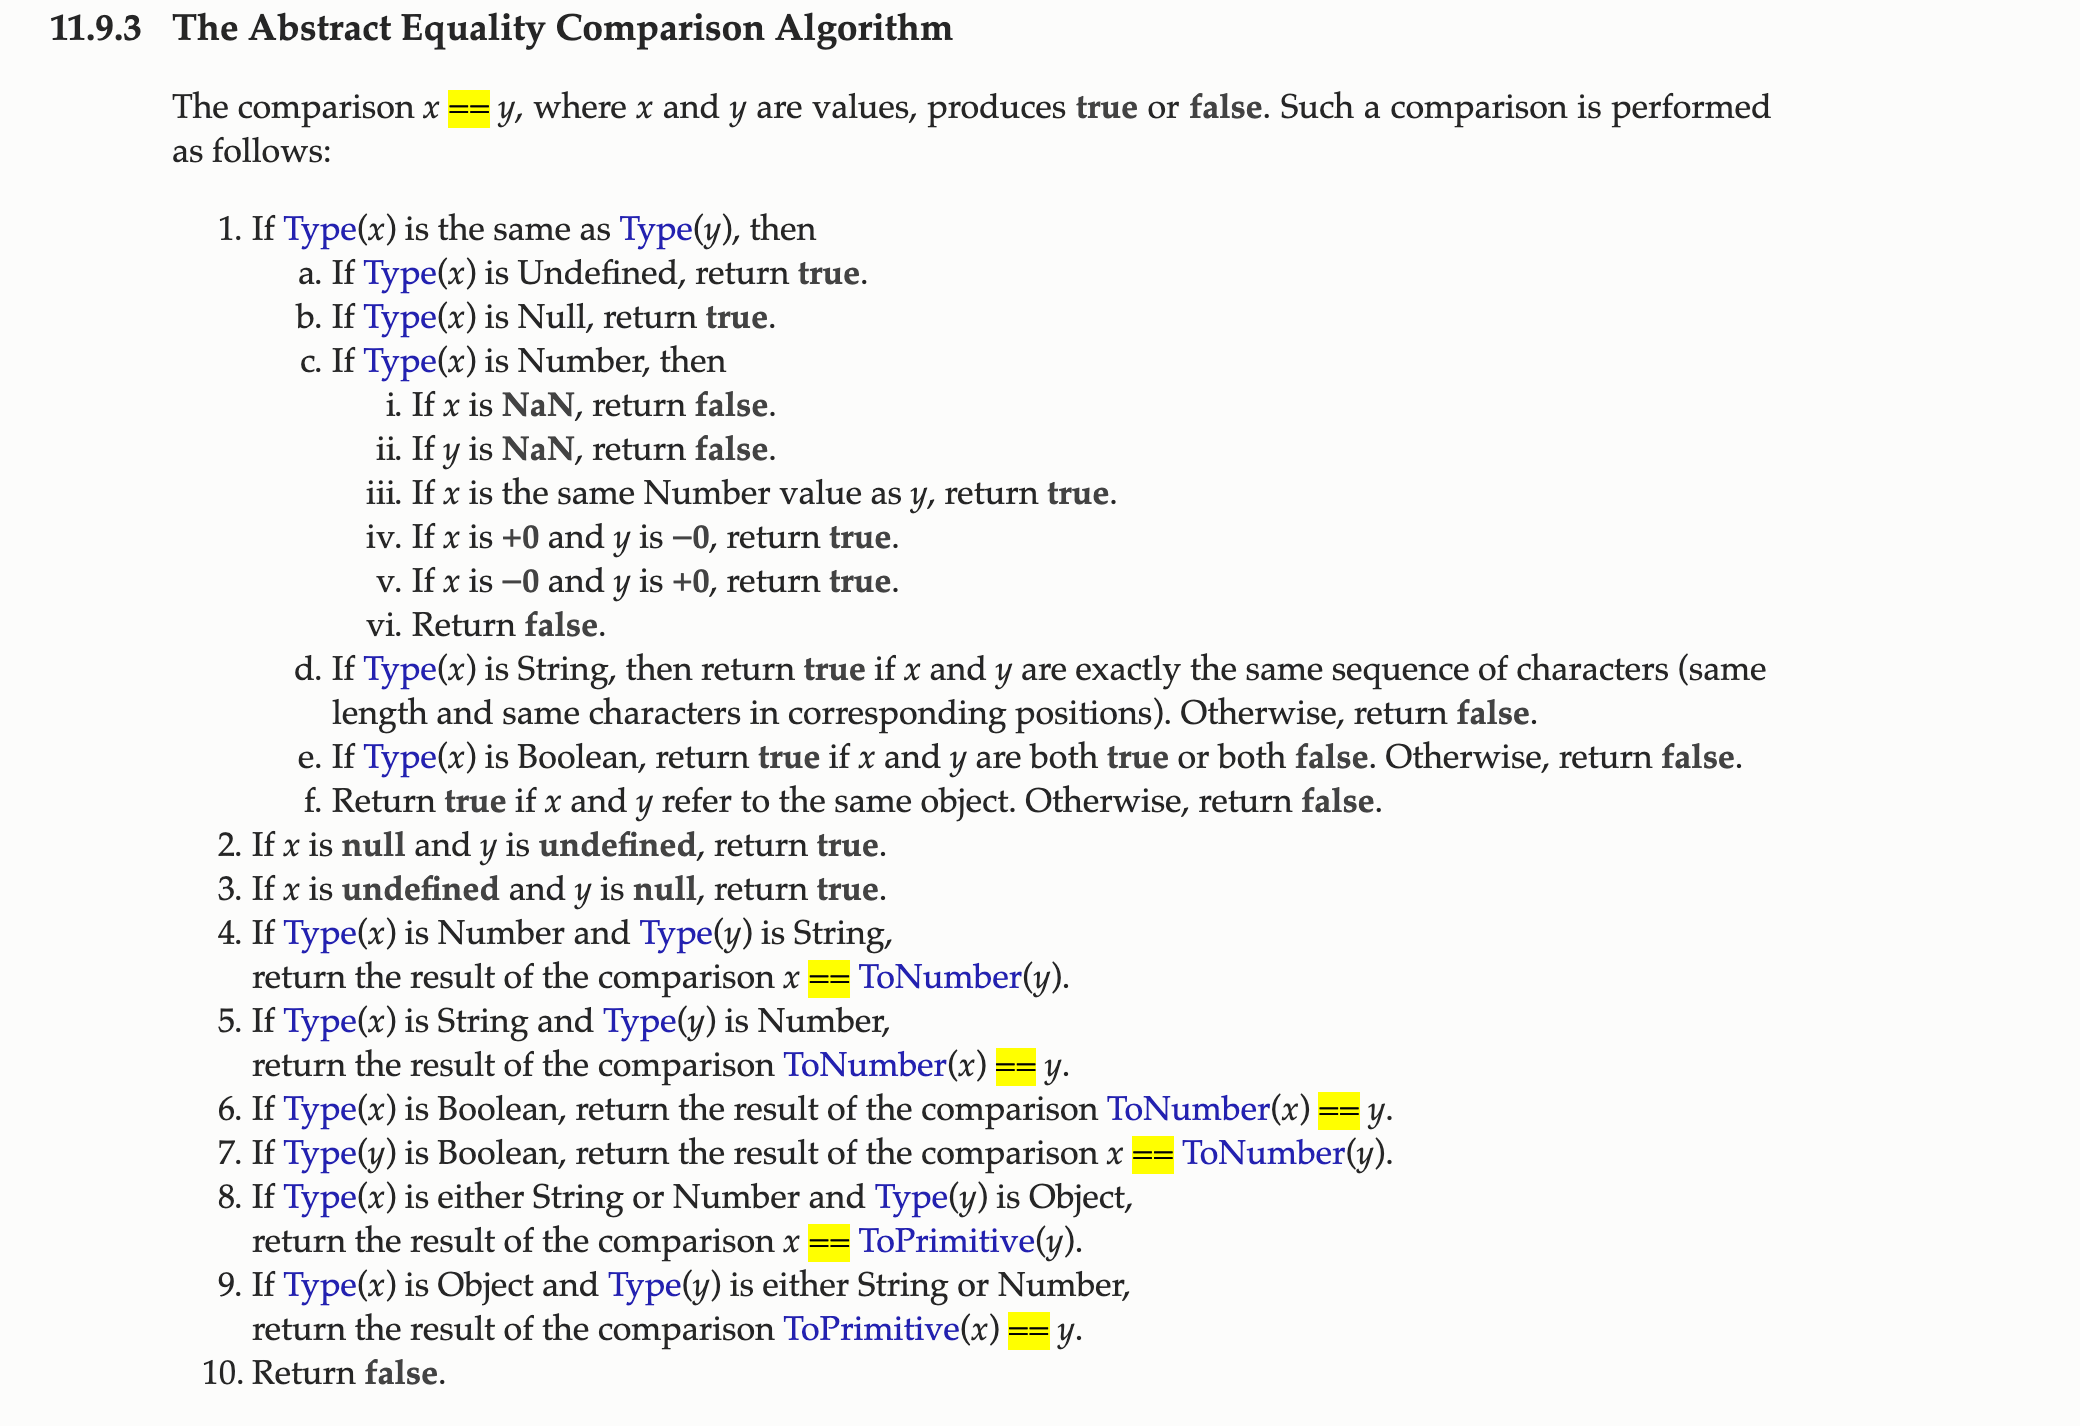 11.9.3 The Abstract Equality Comparison Algorithm
The comparison x == y, where x and y are values, produces true or false. Such a comparison is performed
as follows:
1. If Type(x) is the same as Type(y), then
a. If Type(x) is Undefined, return true.
b. If Type(x) is Null, return true.
c. If Type(x) is Number, then
i. If x is NaN, return false.
ii. If y is NaN, return false.
iii. If x is the same Number value as y, return true.
iv. If x is +0 and y is −0, return true.
v. If x is −0 and y is +0, return true.
vi. Return false.
d. If Type(x) is String, then return true if x and y are exactly the same sequence of characters (same
length and same characters in corresponding positions). Otherwise, return false.
e. If Type(x) is Boolean, return true if x and y are both true or both false. Otherwise, return false.
f. Return true if x and y refer to the same object. Otherwise, return false.
2. If x is null and y is undefined, return true.
3. If x is undefined and y is null, return true.
4. If Type(x) is Number and Type(y) is String,
return the result of the comparison x == ToNumber(y).
5. If Type(x) is String and Type(y) is Number,
return the result of the comparison ToNumber(x) == y.
6. If Type(x) is Boolean, return the result of the comparison ToNumber(x) == y.
7. If Type(y) is Boolean, return the result of the comparison x == ToNumber(y).
8. If Type(x) is either String or Number and Type(y) is Object,
return the result of the comparison x == ToPrimitive(y).
9. If Type(x) is Object and Type(y) is either String or Number,
return the result of the comparison ToPrimitive(x) == y.
10. Return false.